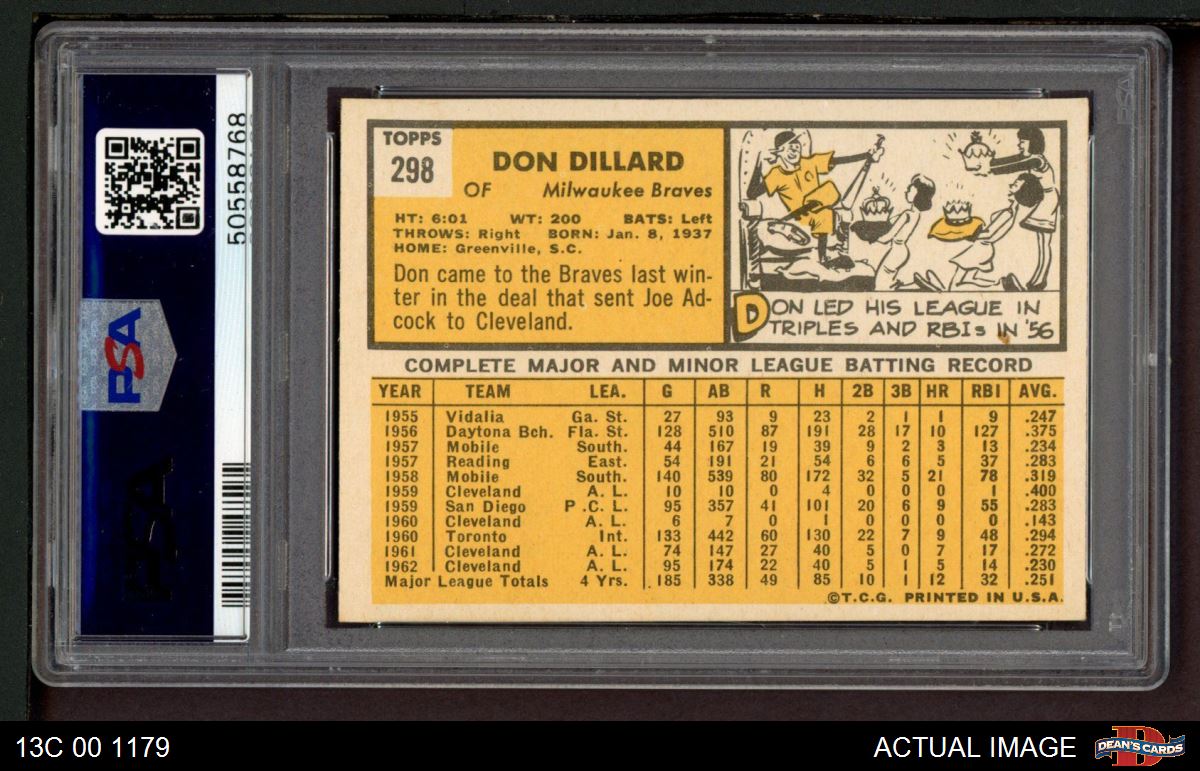 50558768
PSA
PSA
TOPPS
298
DON DILLARD
OF Milwaukee Braves
HT: 6:01 WT: 200 BATS: Left
THROWS: Right BORN: Jan. 8, 1937
HOME: Greenville, S.C.
Don came to the Braves last win-
ter in the deal that sent Joe Ad-
cock to Cleveland.
DON LED HIS LEAGUE IN
TRIPLES AND RBIs IN '56
COMPLETE MAJOR AND MINOR LEAGUE BATTING RECORD
YEAR TEAM LEA. G AB R H 2B 3B HR RBI AVG.
1955 Vidalia Ga. St. 27 93 9 23 2 1 1 9 .247
1956 Daytona Bch. Fla. St. 128 510 87 191 28 17 10 127 .375
1957 Mobile South. 44 167 19 39 9 2 3 13 .234
1957 Reading East. 54 191 21 54 6 6 5 37 .283
1958 Mobile South. 140 539 80 172 32 5 21 78 .319
1959 Cleveland A. L. 10 10 0 4 0 0 0 1 .400
1959 San Diego P.C. L. 95 357 41 101 20 6 9 55 .283
1960 Cleveland A. L. 6 7 0 1 0 0 0 0 .143
1960 Toronto Int. 133 442 60 130 22 7 9 48 .294
1961 Cleveland A. L. 74 147 27 40 5 0 7 17 .272
1962 Cleveland A. L. 95 174 22 40 5 1 5 14 .230
Major League Totals 4 Yrs. 185 338 49 85 10 1 12 32 .251
©T.C.G. PRINTED IN U.S.A.
13C 00 1179
ACTUAL IMAGE
DEAN'S CARDS